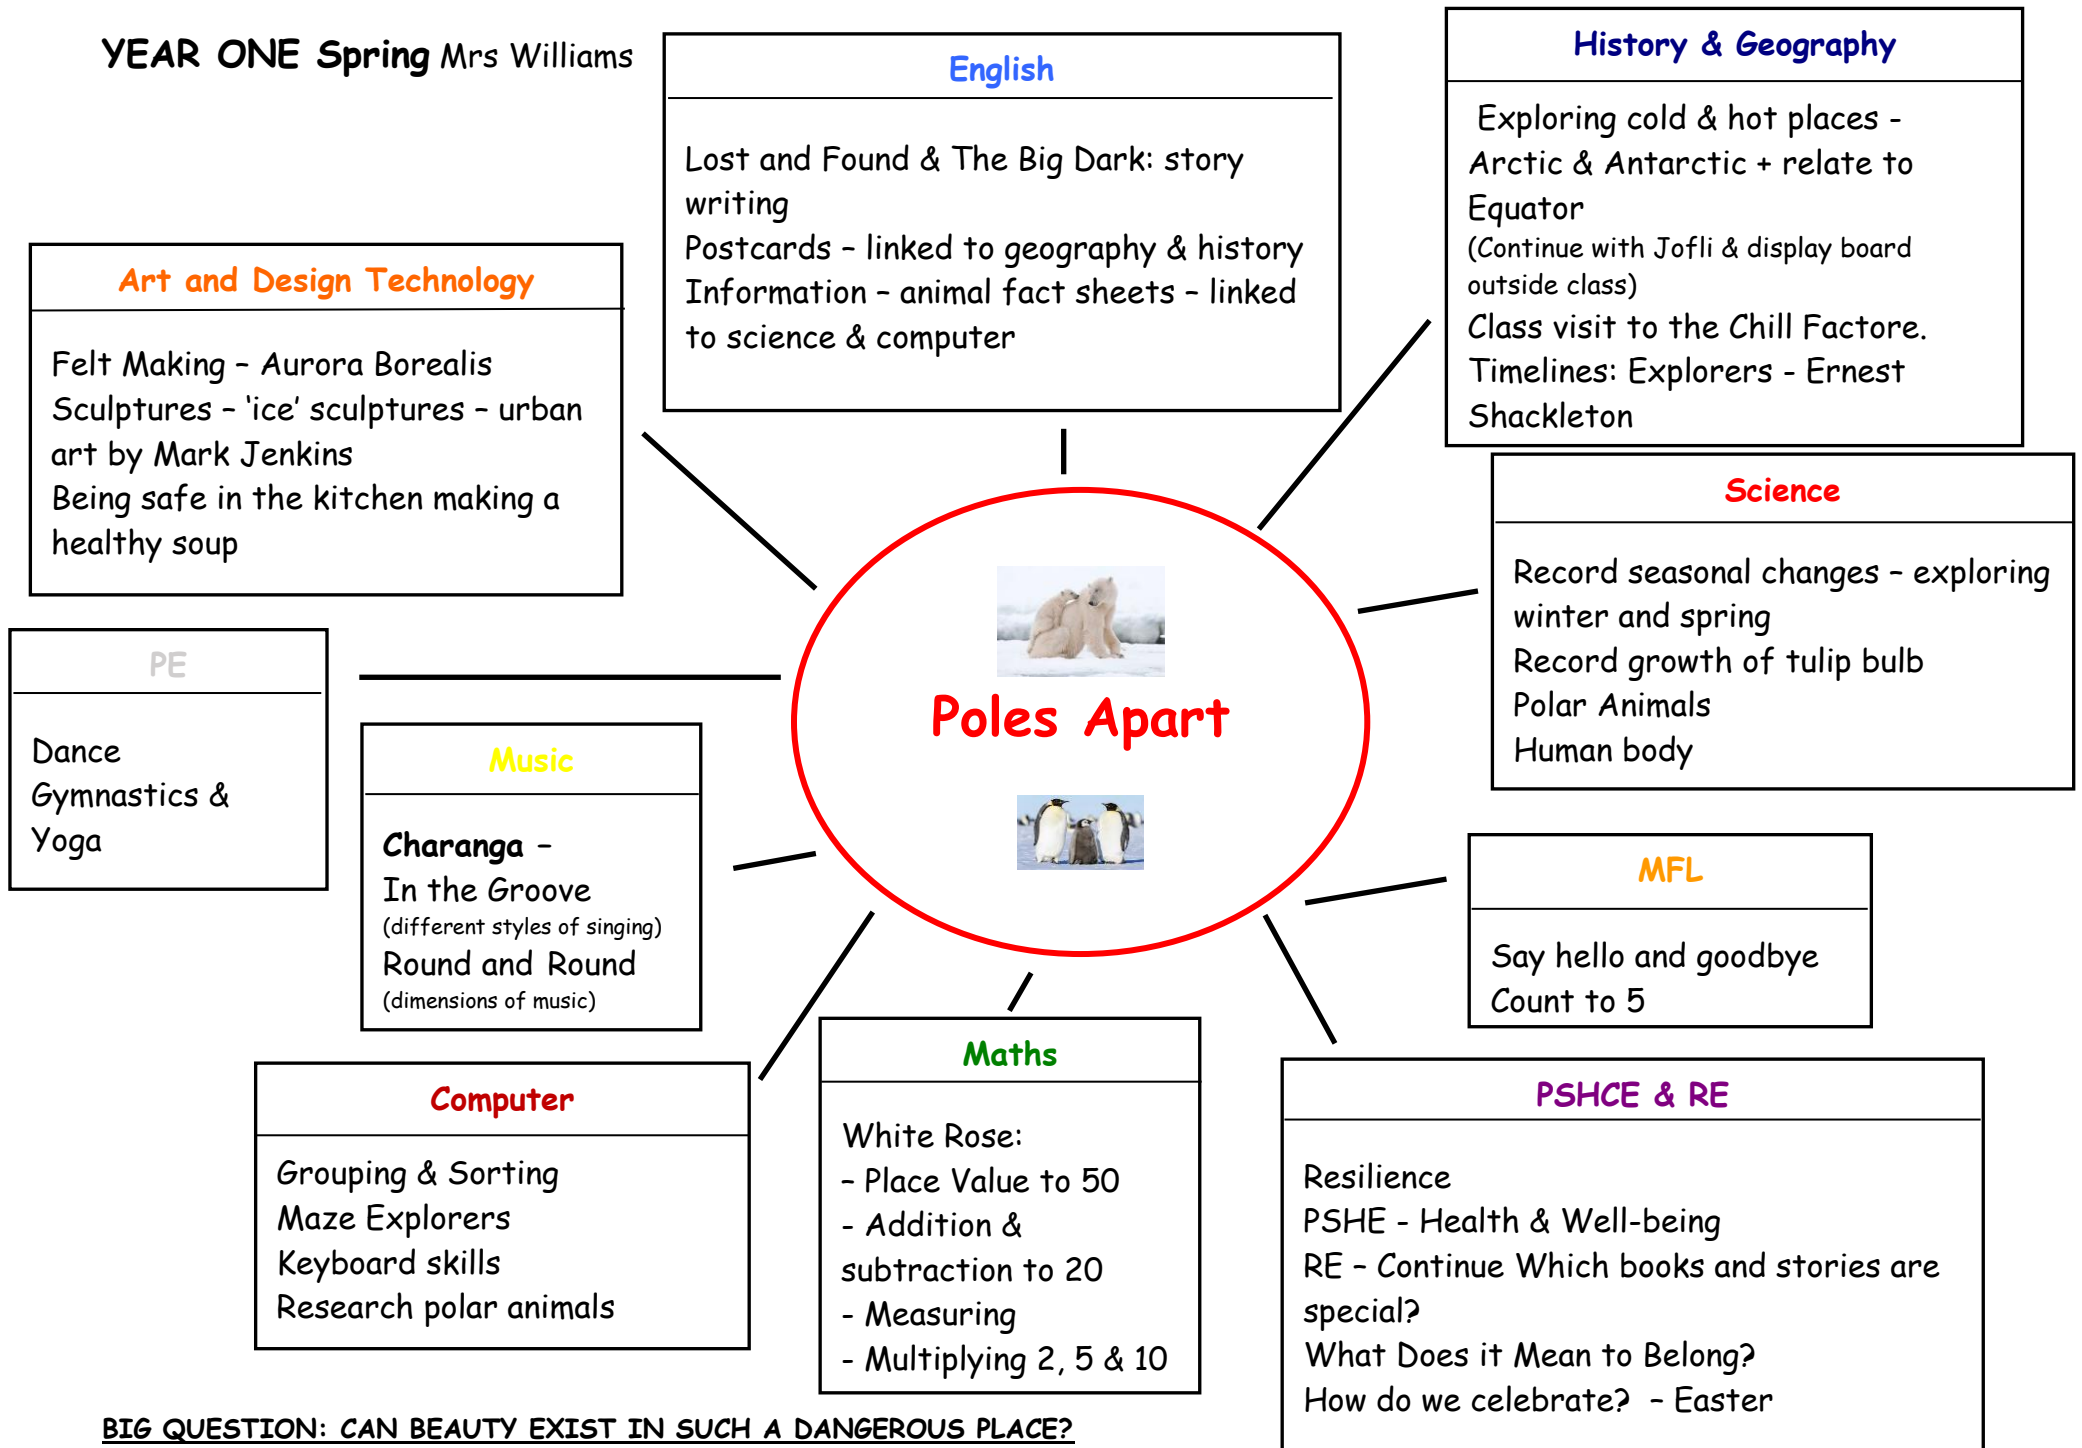 YEAR ONE Spring Mrs Williams
English
Lost and Found & The Big Dark: story
writing
Postcards – linked to geography & history
Information – animal fact sheets – linked
to science & computer
History & Geography
Exploring cold & hot places -
Arctic & Antarctic + relate to
Equator
(Continue with Jofli & display board
outside class)
Class visit to the Chill Factore.
Timelines: Explorers - Ernest
Shackleton
Art and Design Technology
Felt Making – Aurora Borealis
Sculptures – ‘ice’ sculptures – urban
art by Mark Jenkins
Being safe in the kitchen making a
healthy soup
Science
Record seasonal changes – exploring
winter and spring
Record growth of tulip bulb
Polar Animals
Human body
PE
Dance
Gymnastics &
Yoga
Poles Apart
Music
Charanga –
In the Groove
(different styles of singing)
Round and Round
(dimensions of music)
MFL
Say hello and goodbye
Count to 5
Computer
Grouping & Sorting
Maze Explorers
Keyboard skills
Research polar animals
Maths
White Rose:
– Place Value to 50
- Addition &
subtraction to 20
- Measuring
- Multiplying 2, 5 & 10
PSHCE & RE
Resilience
PSHE - Health & Well-being
RE – Continue Which books and stories are
special?
What Does it Mean to Belong?
How do we celebrate? – Easter
BIG QUESTION: CAN BEAUTY EXIST IN SUCH A DANGEROUS PLACE?